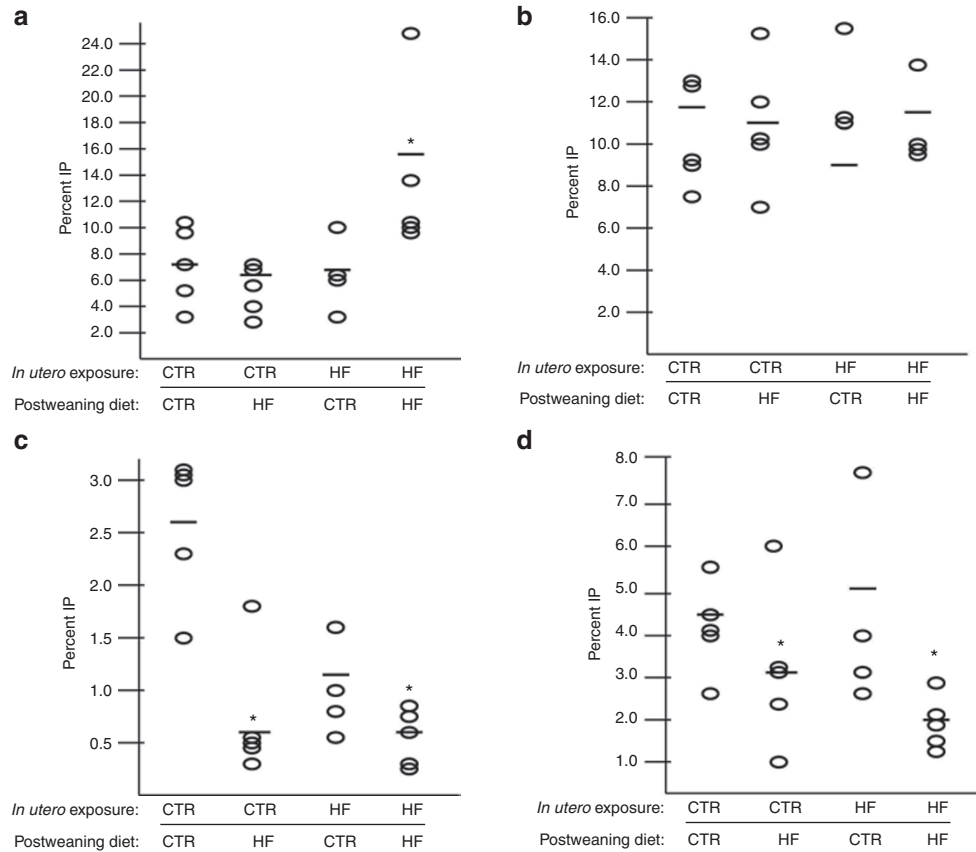 a
Percent IP
24.0
22.0
20.0
18.0
16.0
14.0
12.0
10.0
8.0
6.0
4.0
2.0
*
In utero exposure: CTR CTR HF HF
Postweaning diet: CTR HF CTR HF
b
Percent IP
16.0
14.0
12.0
10.0
8.0
6.0
4.0
2.0
CTR CTR HF HF
CTR HF CTR HF
c
Percent IP
3.0
2.5
2.0
1.5
1.0
0.5
* *
In utero exposure: CTR CTR HF HF
Postweaning diet: CTR HF CTR HF
d
Percent IP
8.0
7.0
6.0
5.0
4.0
3.0
2.0
1.0
* *
In utero exposure: CTR CTR HF HF
Postweaning diet: CTR HF CTR HF